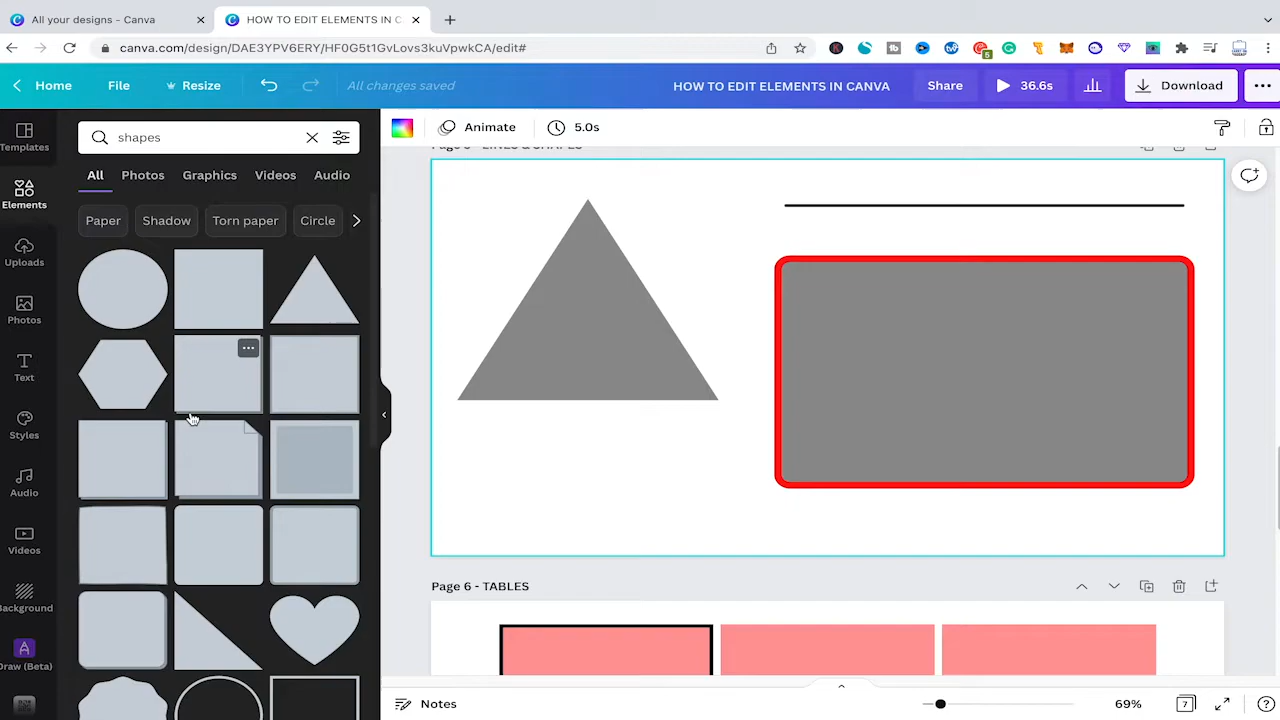 All your designs - Canva
HOW TO EDIT ELEMENTS IN C
canva.com/design/DAE3YPV6ERY/HF0G5t1GvLovs3kuVpwkCA/edit#
Home
File
Resize
All changes saved
HOW TO EDIT ELEMENTS IN CANVA
Share
36.6s
Download
Templates
Elements
Uploads
Photos
Text
Styles
Audio
Videos
Background
Draw (Beta)
shapes
All
Photos
Graphics
Videos
Audio
Paper
Shadow
Torn paper
Circle
Animate
5.0s
Page 6 - TABLES
Notes
69%
7